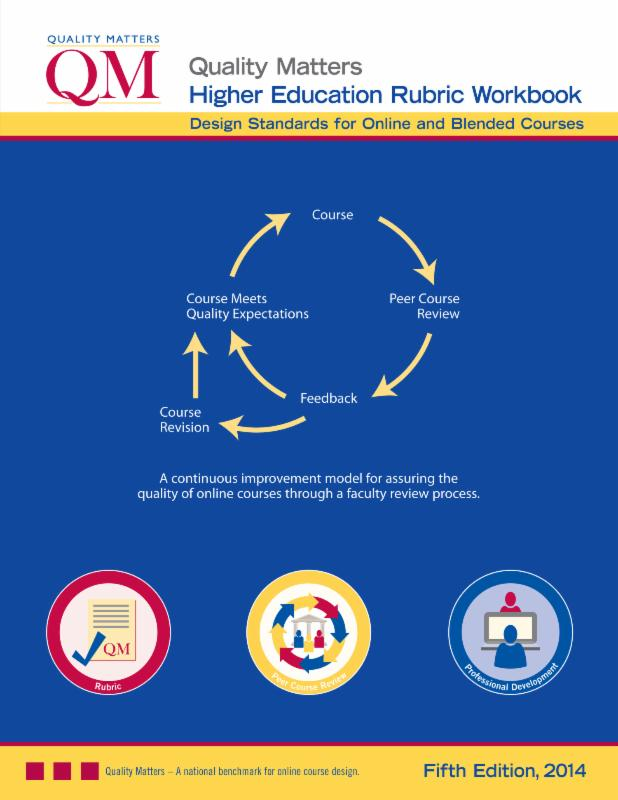 QUALITY MATTERS
QM
Quality Matters
Higher Education Rubric Workbook
Design Standards for Online and Blended Courses
Course
Peer Course
Review
Feedback
Course
Revision
Course Meets
Quality Expectations
A continuous improvement model for assuring the
quality of online courses through a faculty review process.
QM
Rubric
Peer Course Review
Professional Development
Quality Matters – A national benchmark for online course design.
Fifth Edition, 2014